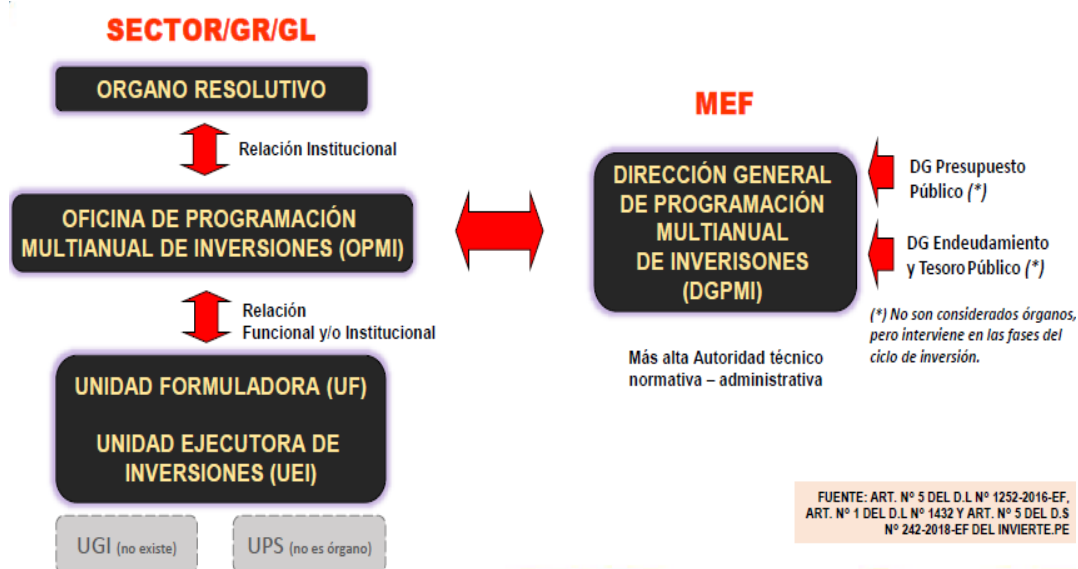 SECTOR/GR/GL
ORGANO RESOLUTIVO
Relación Institucional
OFICINA DE PROGRAMACIÓN
MULTIANUAL DE INVERSIONES (OPMI)
Relación
Funcional y/o Institucional
UNIDAD FORMULADORA (UF)
UNIDAD EJECUTORA DE
INVERSIONES (UEI)
UGI (no existe)
UPS (no es órgano)
MEF
DIRECCIÓN GENERAL
DE PROGRAMACIÓN
MULTIANUAL
DE INVERISONES
(DGPMI)
Más alta Autoridad técnico
normativa – administrativa
DG Presupuesto
Público (*)
DG Endeudamiento
y Tesoro Público (*)
(*) No son considerados órganos,
pero interviene en las fases del
ciclo de inversión.
FUENTE: ART. Nº 5 DEL D.L Nº 1252-2016-EF,
ART. Nº 1 DEL D.L Nº 1432 Y ART. Nº 5 DEL D.S
Nº 242-2018-EF DEL INVIERTE.PE